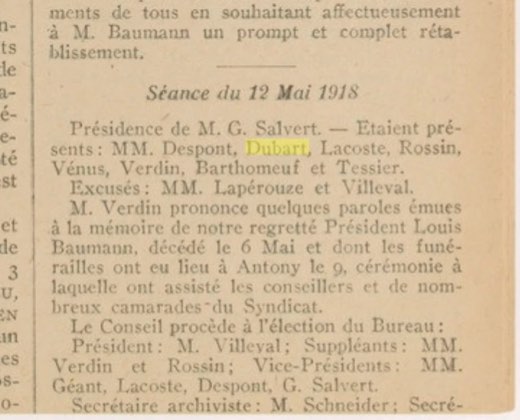 ments de tous en souhaitant affectueusement
à M. Baumann un prompt et complet réta-
blissement.
Séance du 12 Mai 1918
Présidence de M. G. Salvert. — Etaient pré-
sents : MM. Despont, Dubart, Lacoste, Rossin,
Vénus, Verdin, Barthomeuf et Tessier.
Excusés : MM. Lapérouze et Villeval.
M. Verdin prononce quelques paroles émues
à la mémoire de notre regretté Président Louis
Baumann, décédé le 6 Mai et dont les funé-
railles ont eu lieu à Antony le 9, cérémonie à
laquelle ont assisté les conseillers et de nom-
breux camarades du Syndicat.
Le Conseil procède à l'élection du Bureau :
Président : M. Villeval ; Suppléants : MM.
Verdin et Rossin ; Vice-Présidents : MM.
Géant, Lacoste, Despont, G. Salvert.
Secrétaire archiviste : M. Schneider ; Secré-